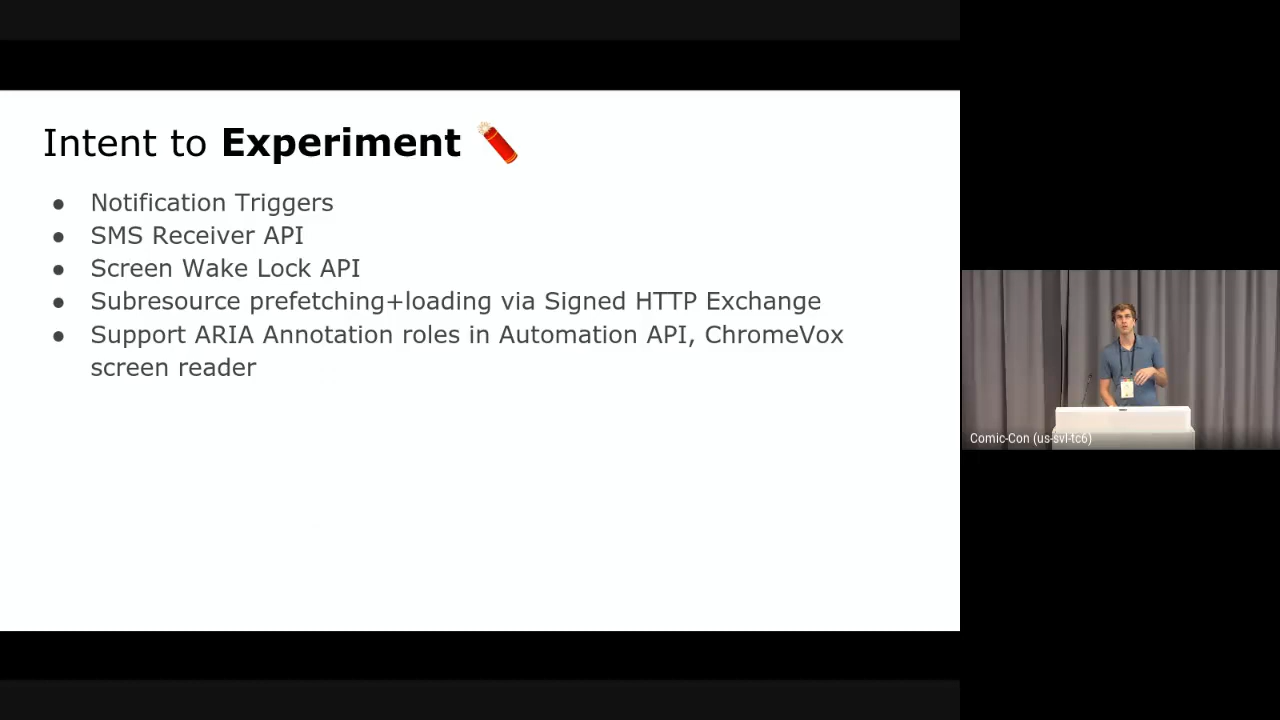 Intent to Experiment
● Notification Triggers
● SMS Receiver API
● Screen Wake Lock API
● Subresource prefetching+loading via Signed HTTP Exchange
● Support ARIA Annotation roles in Automation API, ChromeVox
screen reader
Comic-Con (us-svl-tc6)